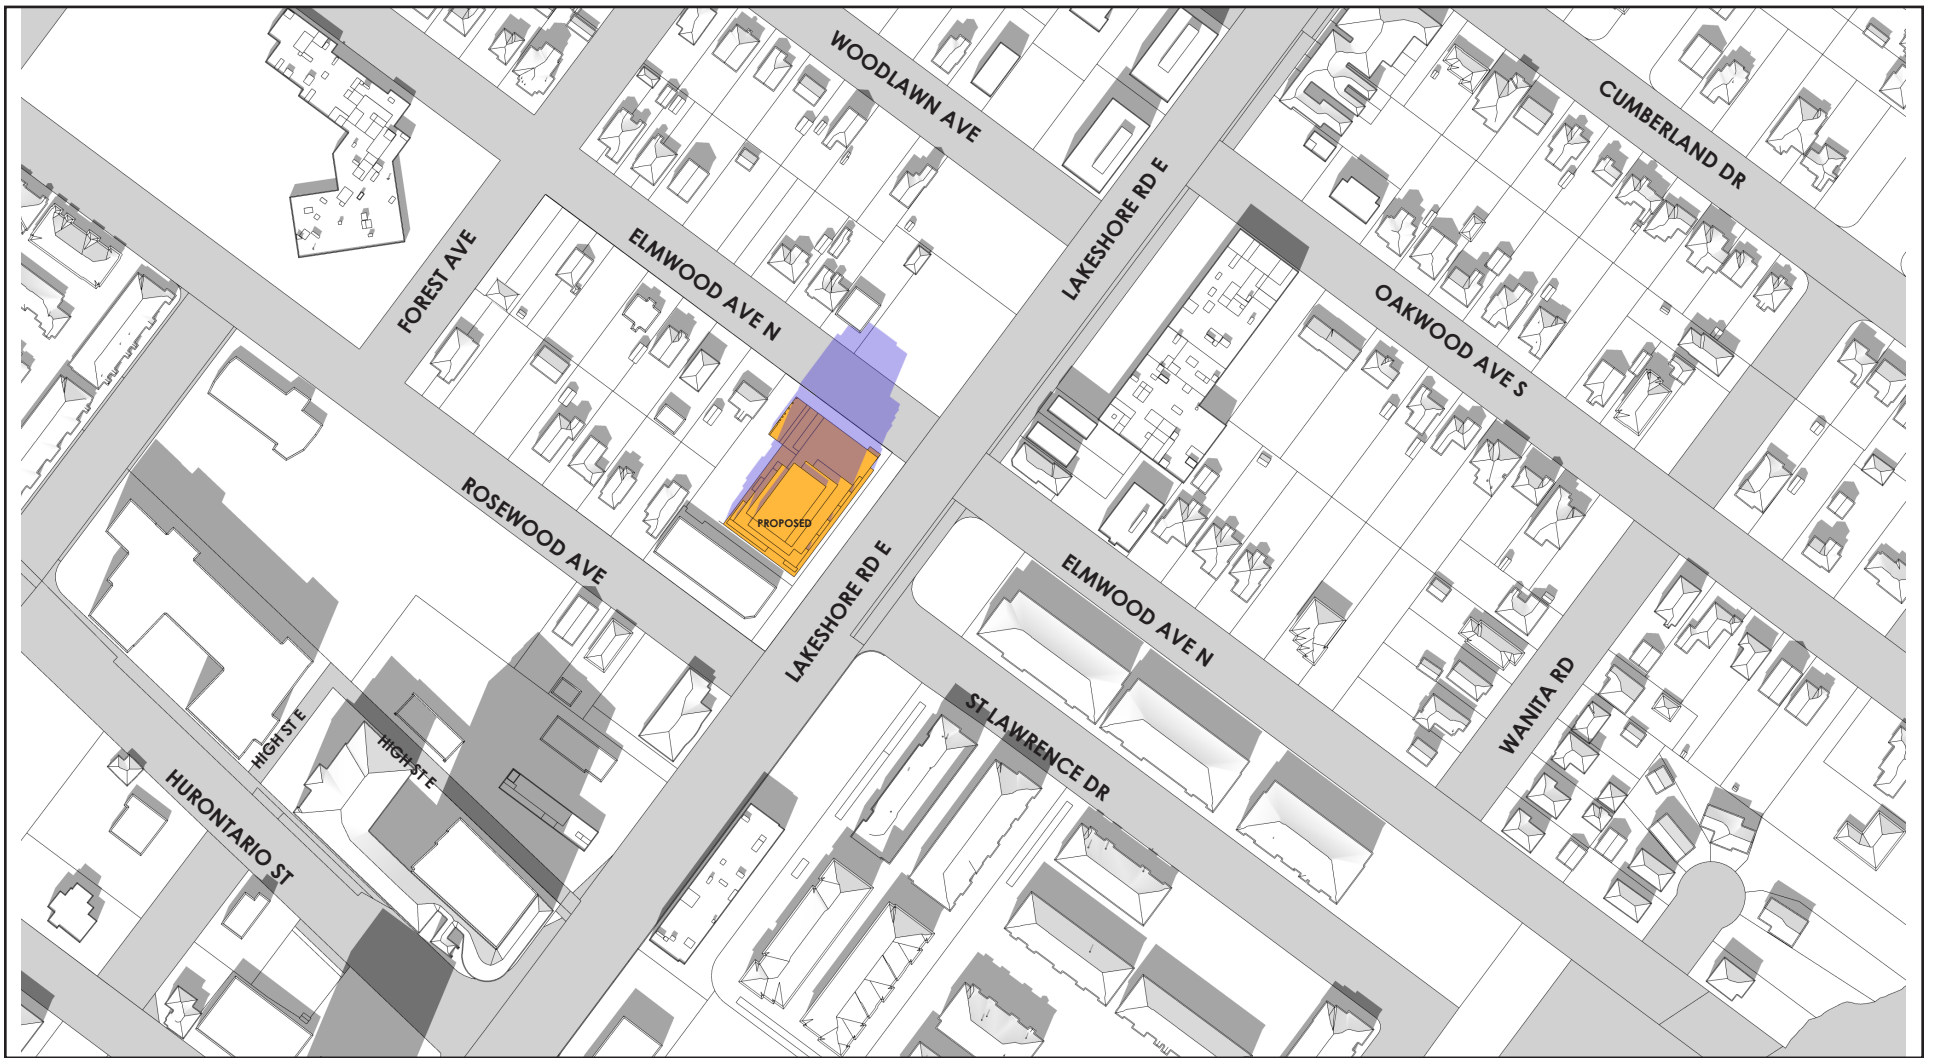 WOODLAWN AVE
CUMBERLAND DR
LAKESHORE RD E
FOREST AVE
ELMWOOD AVE N
OAKWOOD AVE S
ROSEWOOD AVE
PROPOSED
LAKESHORE RD E
ELMWOOD AVE N
ST LAWRENCE DR
WANITA RD
HIGH ST E
HIGH ST E
HURONTARIO ST